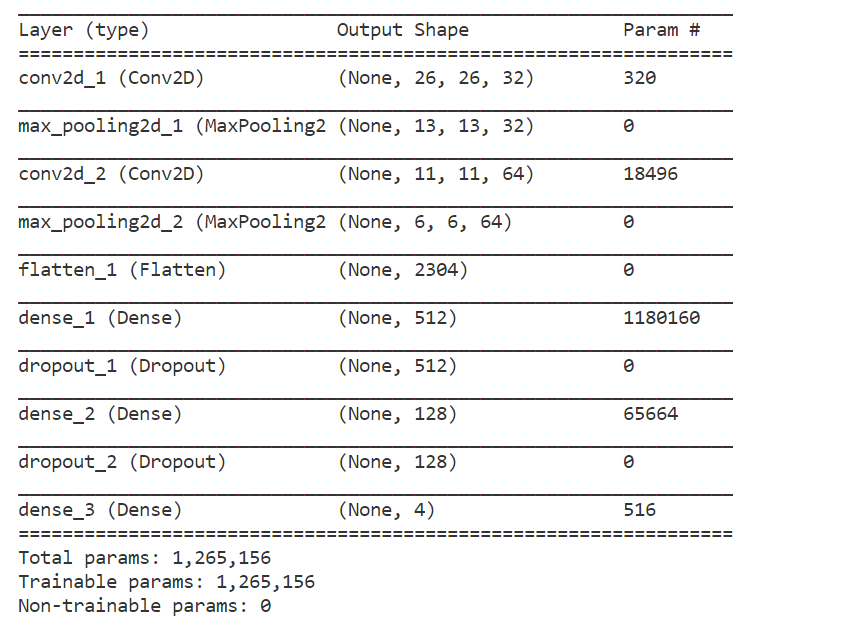 Layer (type) Output Shape Param #
=================================================================
conv2d_1 (Conv2D) (None, 26, 26, 32) 320
max_pooling2d_1 (MaxPooling2 (None, 13, 13, 32) 0
conv2d_2 (Conv2D) (None, 11, 11, 64) 18496
max_pooling2d_2 (MaxPooling2 (None, 6, 6, 64) 0
flatten_1 (Flatten) (None, 2304) 0
dense_1 (Dense) (None, 512) 1180160
dropout_1 (Dropout) (None, 512) 0
dense_2 (Dense) (None, 128) 65664
dropout_2 (Dropout) (None, 128) 0
dense_3 (Dense) (None, 4) 516
=================================================================
Total params: 1,265,156
Trainable params: 1,265,156
Non-trainable params: 0